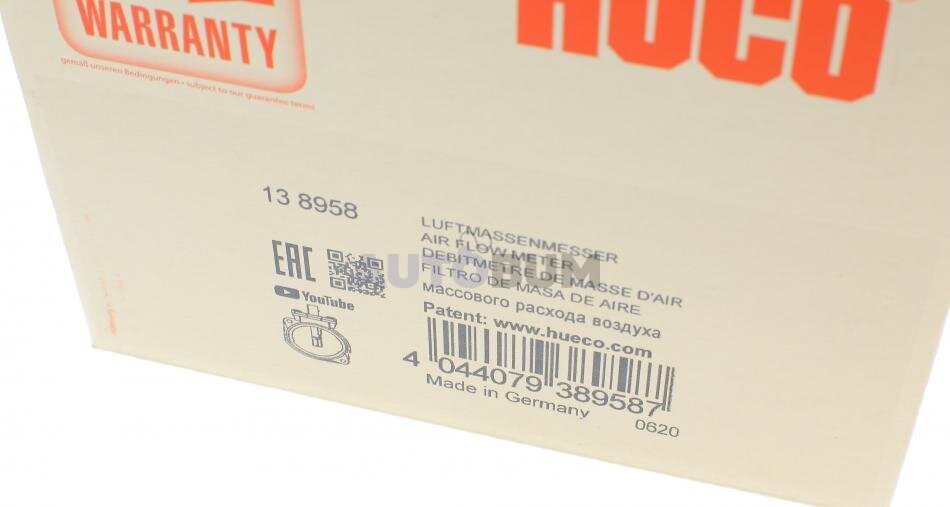 WARRANTY
gemäß unseren Bedingungen • subject to our guarantee terms
HÜCO
13 8958
LUFTMASSENMESSER
AIR FLOW METER
DEBITMETRE DE MASSE D'AIR
FILTRO DE MASA DE AIRE
массового расхода воздуха
Patent: www.hueco.com
EAC
YouTube
4 044079 389587
Made in Germany
0620
AUTOBUM